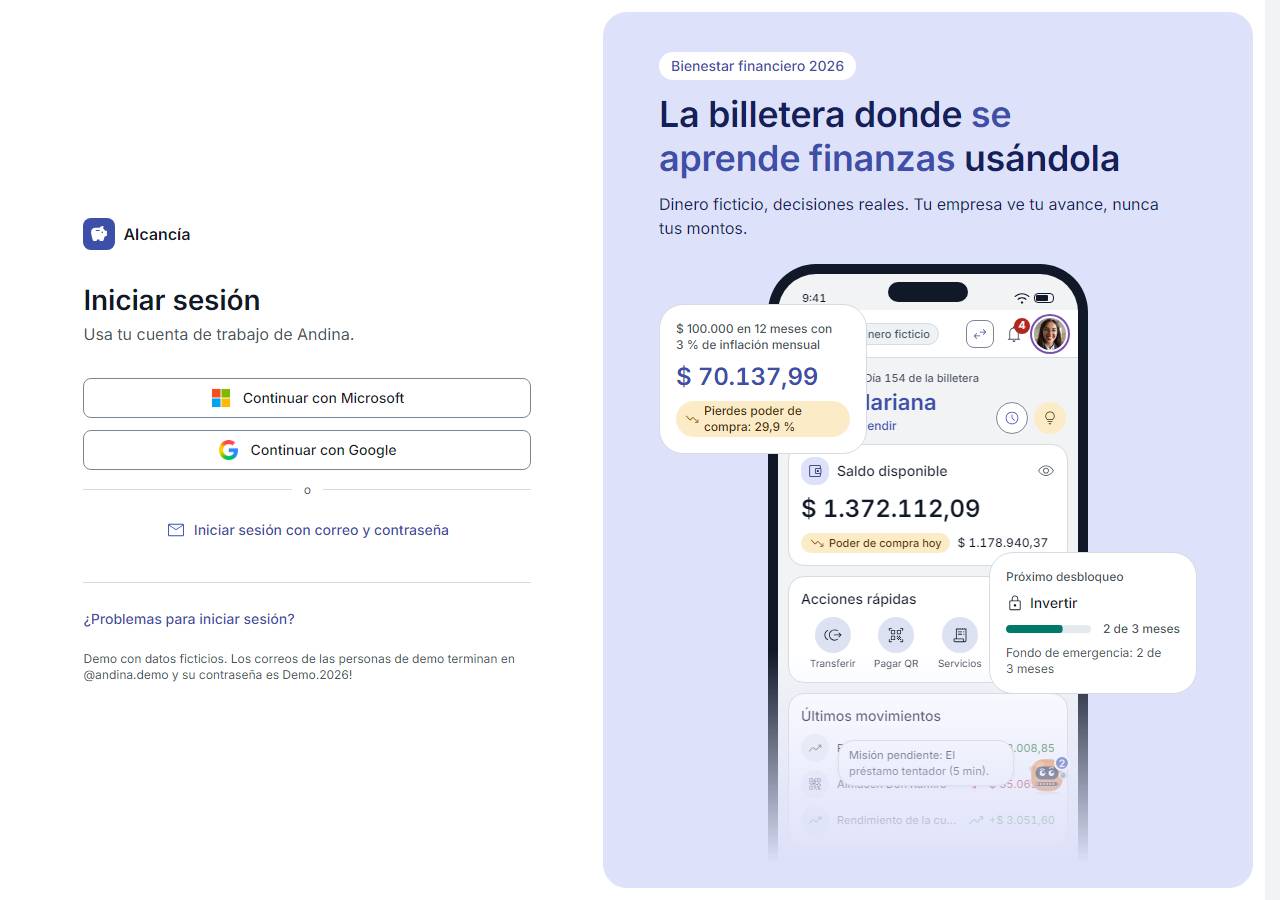 Alcancía
Iniciar sesión
Usa tu cuenta de trabajo de Andina.
Continuar con Microsoft
Continuar con Google
o
Iniciar sesión con correo y contraseña
¿Problemas para iniciar sesión?
Demo con datos ficticios. Los correos de las personas de demo terminan en
@andina.demo y su contraseña es Demo.2026!
Bienestar financiero 2026
La billetera donde se
aprende finanzas usándola
Dinero ficticio, decisiones reales. Tu empresa ve tu avance, nunca
tus montos.
9:41
$ 100.000 en 12 meses con
3 % de inflación mensual
$ 70.137,99
Pierdes poder de
compra: 29,9 %
ficticio
4
Día 154 de la billetera
Saldo disponible
$ 1.372.112,09
Poder de compra hoy
$ 1.178.940,37
Próximo desbloqueo
Invertir
2 de 3 meses
Fondo de emergencia: 2 de
3 meses
Acciones rápidas
Transferir
Pagar QR
Servicios
Últimos movimientos
Misión pendiente: El
préstamo tentador (5 min).
2
Rendimiento de la cu...
+$ 3.051,60